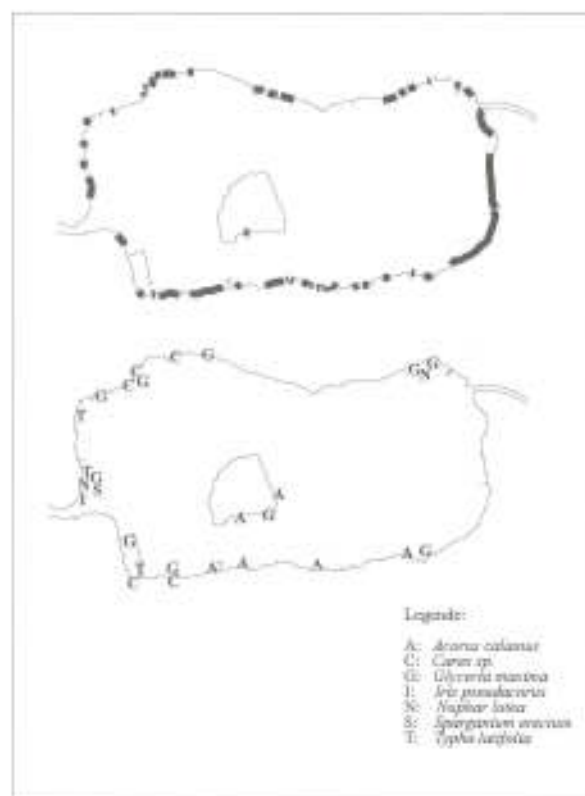 C C G
C G C G
T
G N G
T G
N S
I
A
A G
G
T G
C C
A A A A G
Legende:
A: Acorus calamus
C: Carex sp.
G: Glyceria maxima
I: Iris pseudacorus
N: Nuphar lutea
S: Sparganium erectum
T: Typha latifolia